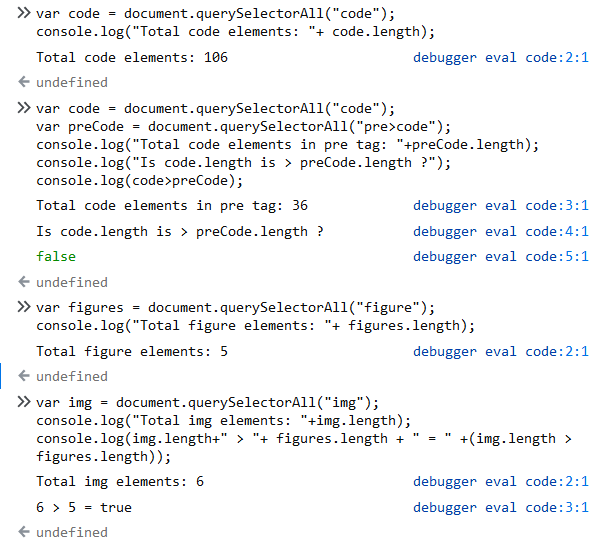 >> var code = document.querySelectorAll("code");
console.log("Total code elements: "+ code.length);
Total code elements: 106 debugger eval code:2:1
← undefined
>> var code = document.querySelectorAll("code");
var preCode = document.querySelectorAll("pre>code");
console.log("Total code elements in pre tag: "+preCode.length);
console.log("Is code.length is > preCode.length ?");
console.log(code>preCode);
Total code elements in pre tag: 36 debugger eval code:3:1
Is code.length is > preCode.length ? debugger eval code:4:1
false debugger eval code:5:1
← undefined
>> var figures = document.querySelectorAll("figure");
console.log("Total figure elements: "+ figures.length);
Total figure elements: 5 debugger eval code:2:1
← undefined
>> var img = document.querySelectorAll("img");
console.log("Total img elements: "+img.length);
console.log(img.length+" > "+ figures.length + " = " +(img.length >
figures.length));
Total img elements: 6 debugger eval code:2:1
6 > 5 = true debugger eval code:3:1
← undefined